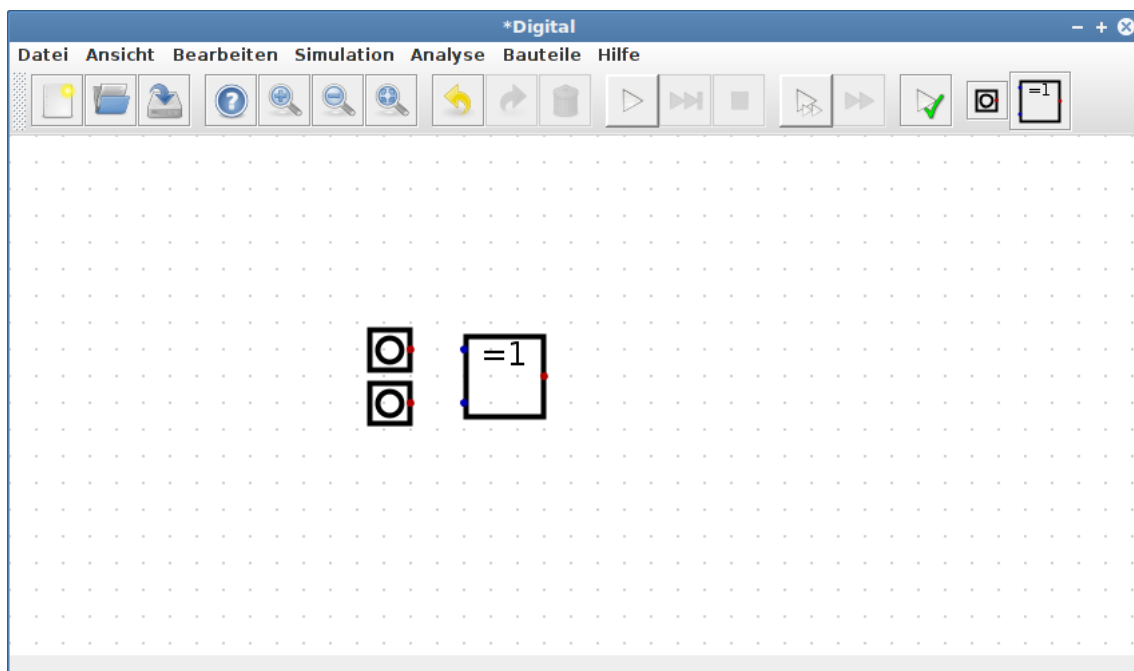 *Digital
Datei Ansicht Bearbeiten Simulation Analyse Bauteile Hilfe
?
=1
=1